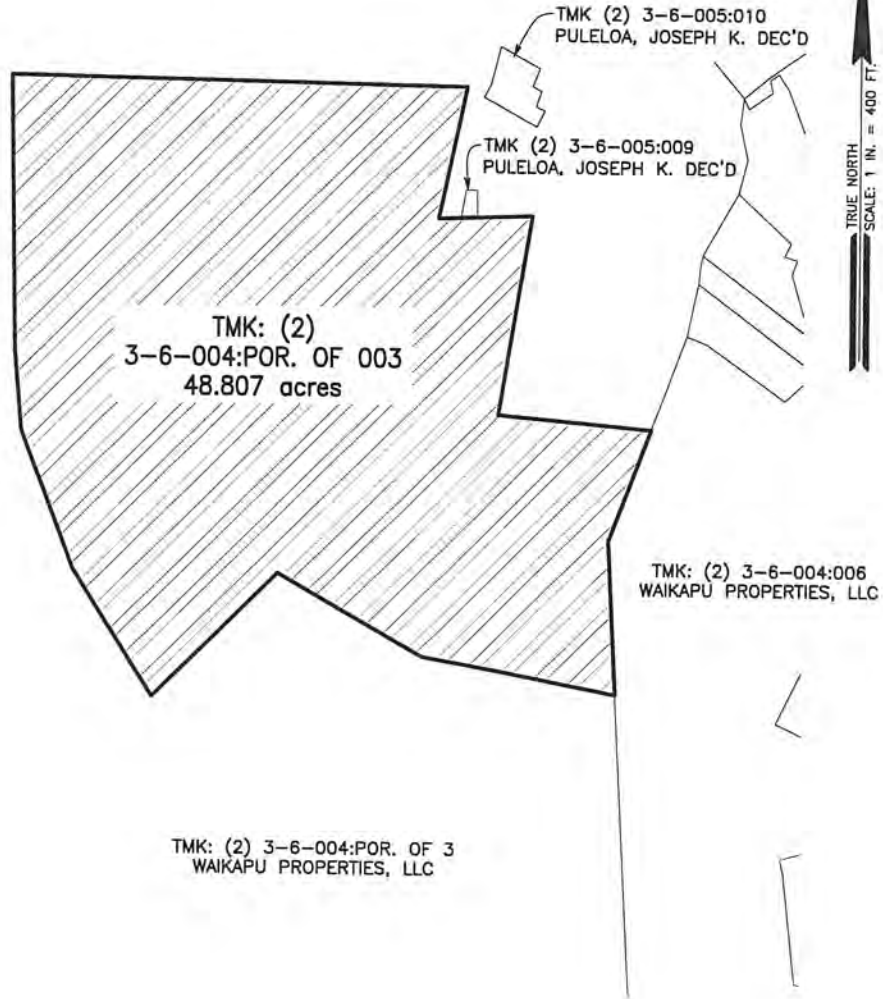 TMK (2) 3-6-005:010
PULELOA, JOSEPH K. DEC'D
TMK (2) 3-6-005:009
PULELOA, JOSEPH K. DEC'D
TRUE NORTH
SCALE: 1 IN. = 400 FT.
TMK: (2)
3-6-004:POR. OF 003
48.807 acres
TMK: (2) 3-6-004:006
WAIKAPU PROPERTIES, LLC
TMK: (2) 3-6-004:POR. OF 3
WAIKAPU PROPERTIES, LLC